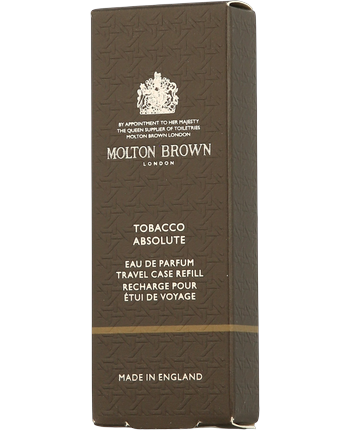 BY APPOINTMENT TO HER MAJESTY
THE QUEEN SUPPLIER OF TOILETRIES
MOLTON BROWN LONDON
MOLTON BROWN
LONDON
TOBACCO
ABSOLUTE
EAU DE PARFUM
TRAVEL CASE REFILL
RECHARGE POUR
ÉTUI DE VOYAGE
MADE IN ENGLAND